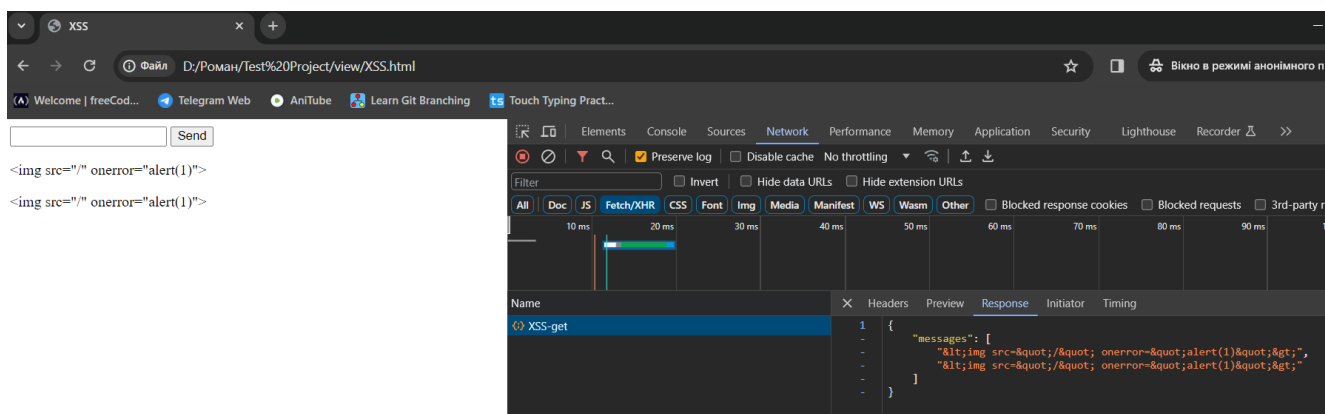 XSS
Файл D:/Роман/Test%20Project/view/XSS.html
Вікно в режимі анонімного п
Welcome | freeCod... Telegram Web AniTube Learn Git Branching ts Touch Typing Pract...
Send
<img src="/" onerror="alert(1)">
<img src="/" onerror="alert(1)">
Elements Console Sources Network Performance Memory Application Security Lighthouse Recorder
Preserve log Disable cache No throttling
Filter Invert Hide data URLs Hide extension URLs
All Doc JS Fetch/XHR CSS Font Img Media Manifest WS Wasm Other Blocked response cookies Blocked requests 3rd-party r
10 ms 20 ms 30 ms 40 ms 50 ms 60 ms 70 ms 80 ms 90 ms 1
Name Headers Preview Response Initiator Timing
XSS-get
1 {
- "messages": [
- "&lt;img src=&quot;/&quot; onerror=&quot;alert(1)&quot;&gt;",
- "&lt;img src=&quot;/&quot; onerror=&quot;alert(1)&quot;&gt;"
- ]
- }